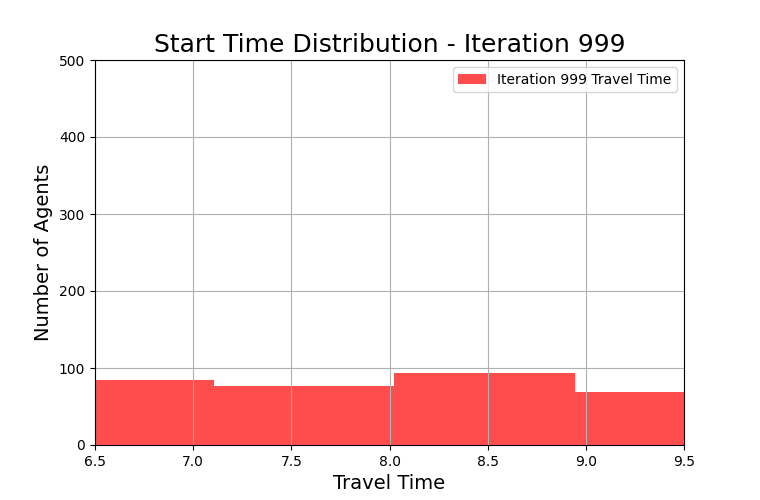 Start Time Distribution - Iteration 999
Iteration 999 Travel Time
500
400
300
200
100
0
Number of Agents
6.5 7.0 7.5 8.0 8.5 9.0 9.5
Travel Time